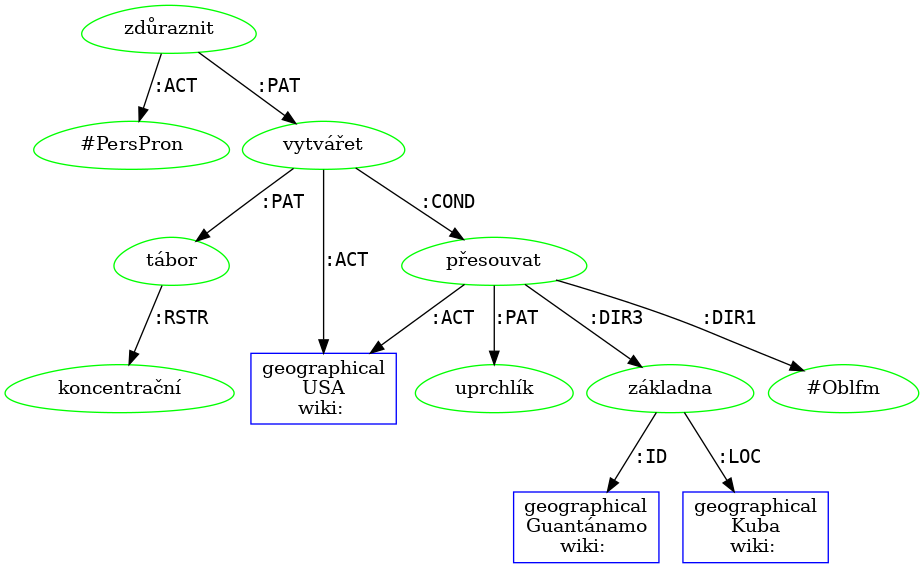 zdůraznit
:ACT
:PAT
#PersPron
vytvářet
:PAT
:COND
tábor
:ACT
přesouvat
:RSTR
:ACT
:PAT
:DIR3
:DIR1
koncentrační
geographical
USA
wiki:
uprchlík
základna
#Oblfm
:ID
:LOC
geographical
Guantánamo
wiki:
geographical
Kuba
wiki: